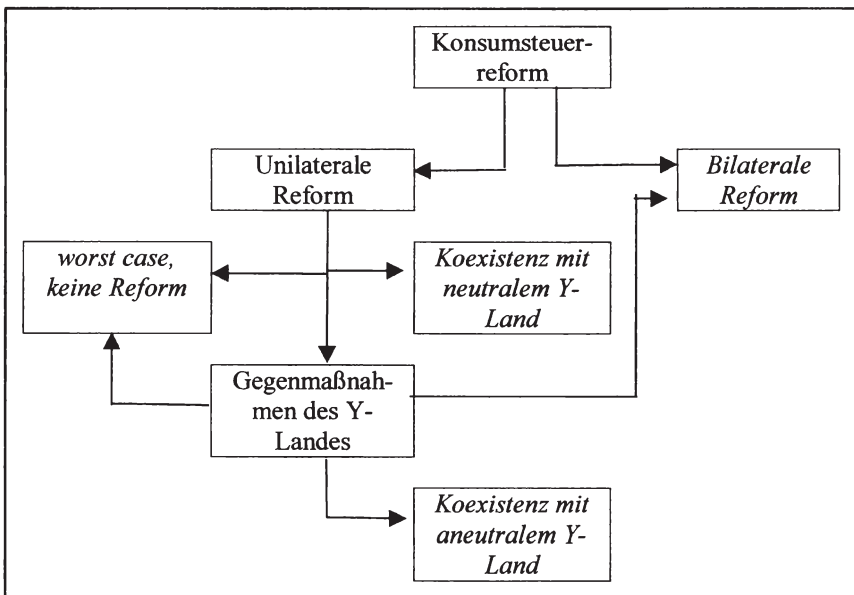 Konsumsteuer-
reform
Unilaterale
Reform
Bilaterale
Reform
worst case,
keine Reform
Koexistenz mit
neutralem Y-
Land
Gegenmaßnah-
men des Y-
Landes
Koexistenz mit
aneutralem Y-
Land